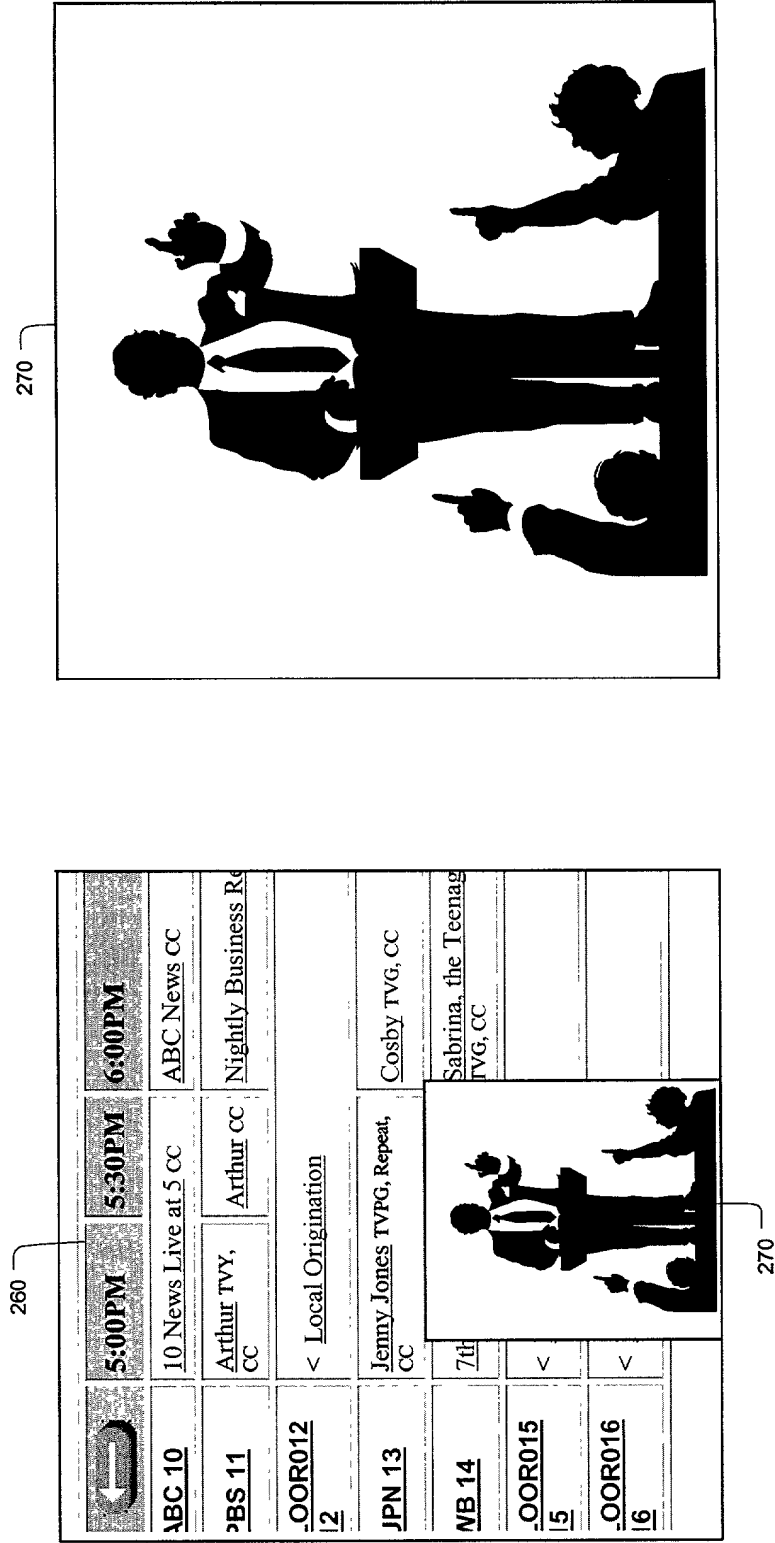 260
270
5:00PM 5:30PM 6:00PM
ABC 10 10 News Live at 5 CC ABC News CC
PBS 11 Arthur TVY, Arthur CC Nightly Business Re
CC
OOR012 < Local Origination
12
JPN 13 Jenny Jones TVPG, Repeat, Cosby TVG, CC
CC
WB 14 7th Sabrina, the Teenag
TVG, CC
OOR015 <
15
OOR016 <
16
270